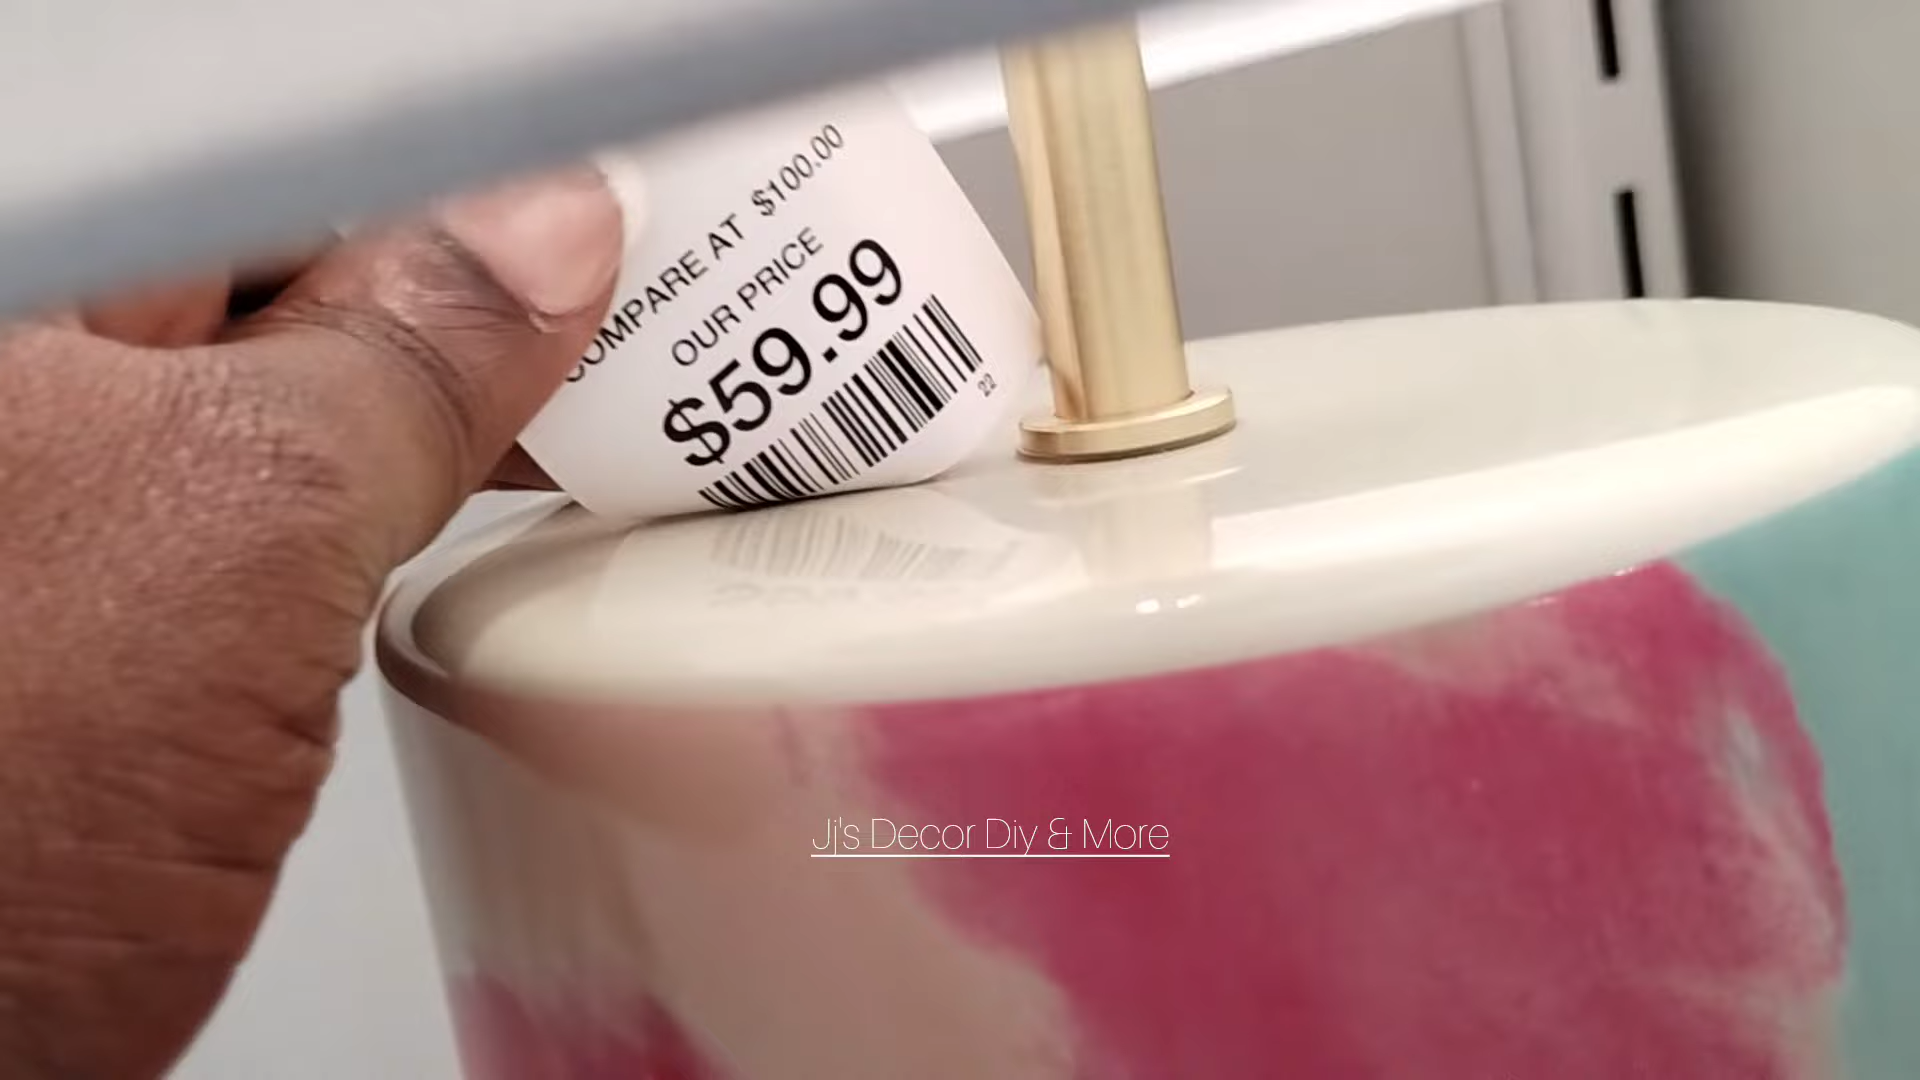 COMPARE AT $100.00
OUR PRICE
$59.99
22
Jj's Decor Diy & More